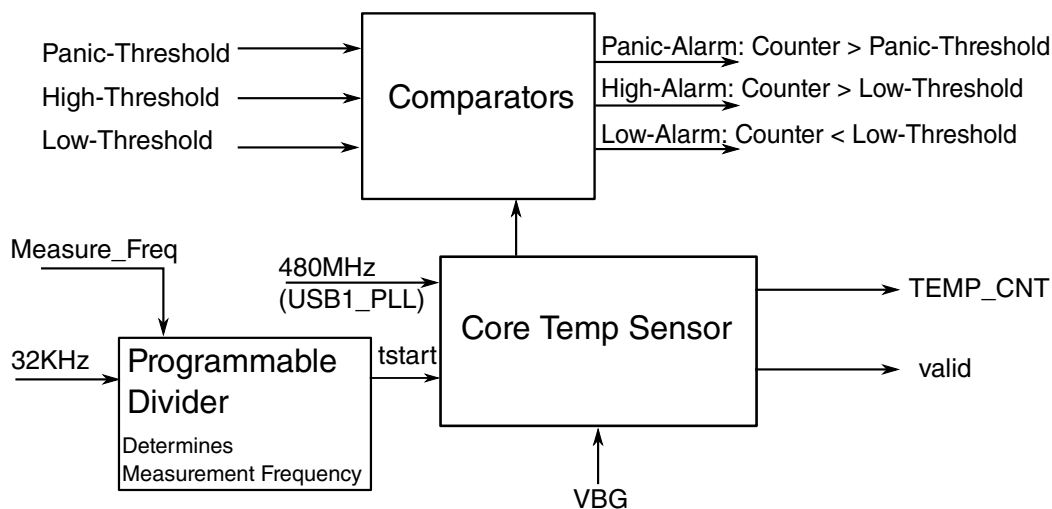 Panic-Threshold
High-Threshold
Low-Threshold
Comparators
Panic-Alarm: Counter > Panic-Threshold
High-Alarm: Counter > Low-Threshold
Low-Alarm: Counter < Low-Threshold
Measure_Freq
32KHz
Programmable
Divider
Determines
Measurement Frequency
tstart
480MHz
(USB1_PLL)
Core Temp Sensor
VBG
TEMP_CNT
valid